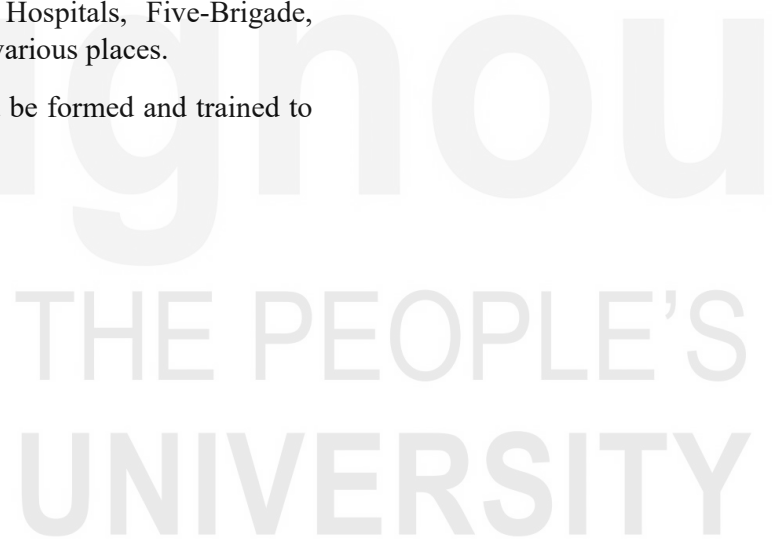 Hospitals, Five-Brigade,
various places.
be formed and trained to
ignou
THE PEOPLE'S
UNIVERSITY